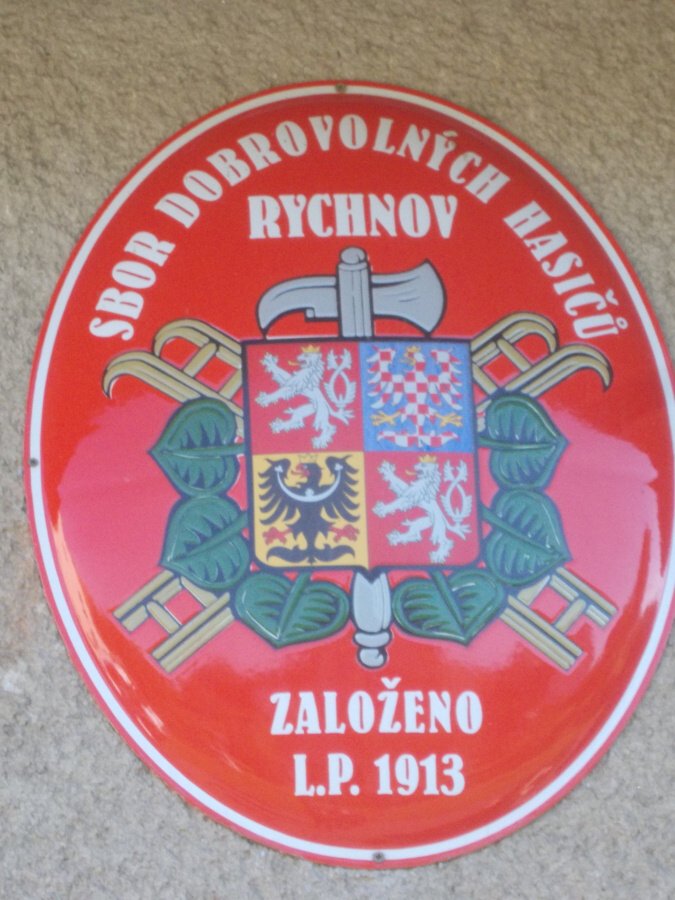 SBOR DOBROVOLNÝCH HASIČŮ
RYCHNOV
ZALOŽENO
L.P. 1913